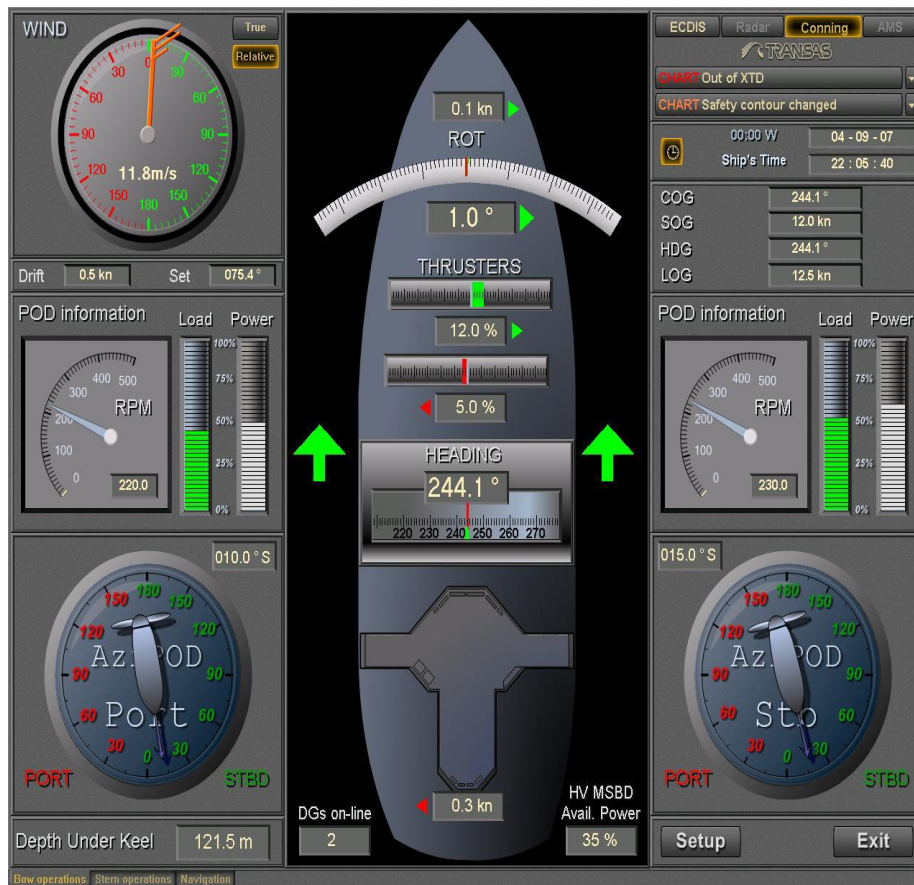 WIND
True
Relative
0
30 30
60 60
90 90
120 120
150 150
180
11.8m/s
Drift 0.5 kn Set 075.4 °
POD information
Load Power
100%
75%
50%
25%
0%
0 100 200 300 400 500
RPM
220.0
010.0 ° S
180
150 150
120 120
90
60 60
30 30
0
AziPOD
Port
PORT STBD
Depth Under Keel 121.5 m
Bow operations Stern operations Navigation
0.1 kn
ROT
1.0 °
THRUSTERS
12.0 %
5.0 %
HEADING
244.1 °
220 230 240 250 260 270
0.3 kn
DGs on-line
2
HV MSBD
Avail. Power
35 %
ECDIS Radar Conning AMS
TRANSAS
CHART Out of XTD
CHART Safety contour changed
00:00 W 04 - 09 - 07
Ship's Time 22 : 05 : 40
COG 244.1 °
SOG 12.0 kn
HDG 244.1 °
LOG 12.5 kn
POD information
Load Power
100%
75%
50%
25%
0%
0 100 200 300 400 500
RPM
230.0
015.0 ° S
180
150 150
120 120
90 90
60 60
30 30
0
AziPOD
Stb
PORT STBD
Setup Exit